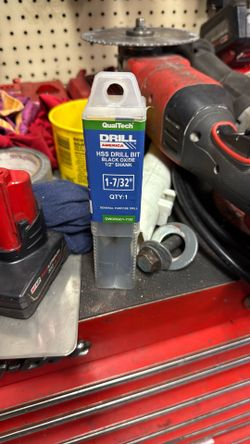 QualTech
DRILL
AMERICA
HSS DRILL BIT
BLACK OXIDE
1/2" SHANK
1-7/32"
QTY:1